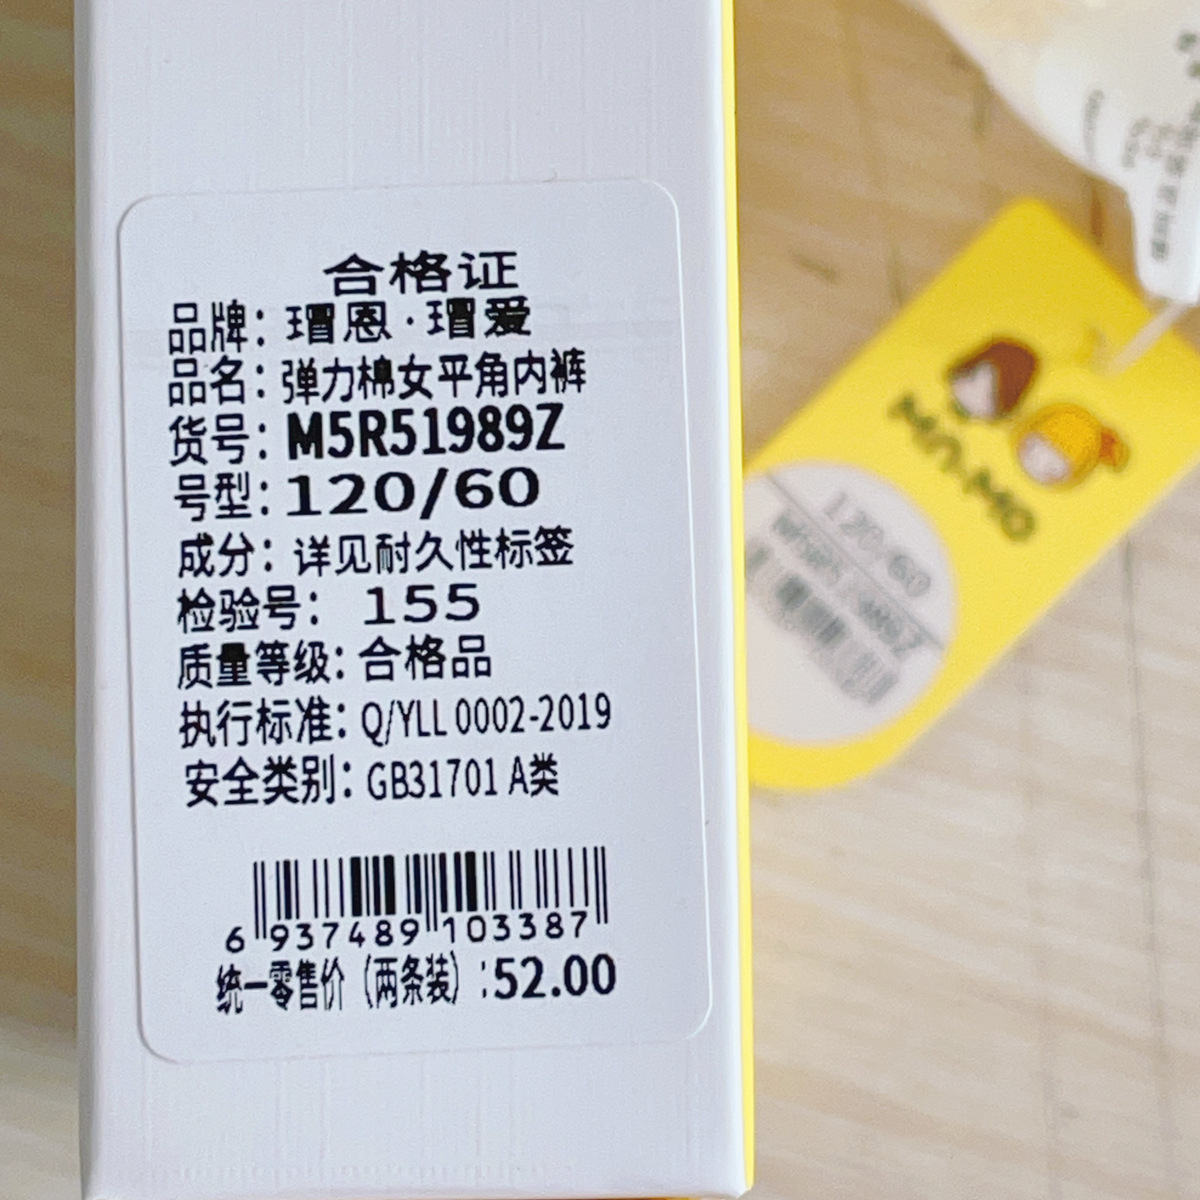 合格证
品牌：瑁恩·瑁爱
品名：弹力棉女平角内裤
货号：M5R51989Z
号型：120/60
成分：详见耐久性标签
检验号：155
质量等级：合格品
执行标准：Q/YLL 0002-2019
安全类别：GB31701 A类
6 937489 103387
统一零售价（两条装）:52.00
MU-MO
120/60